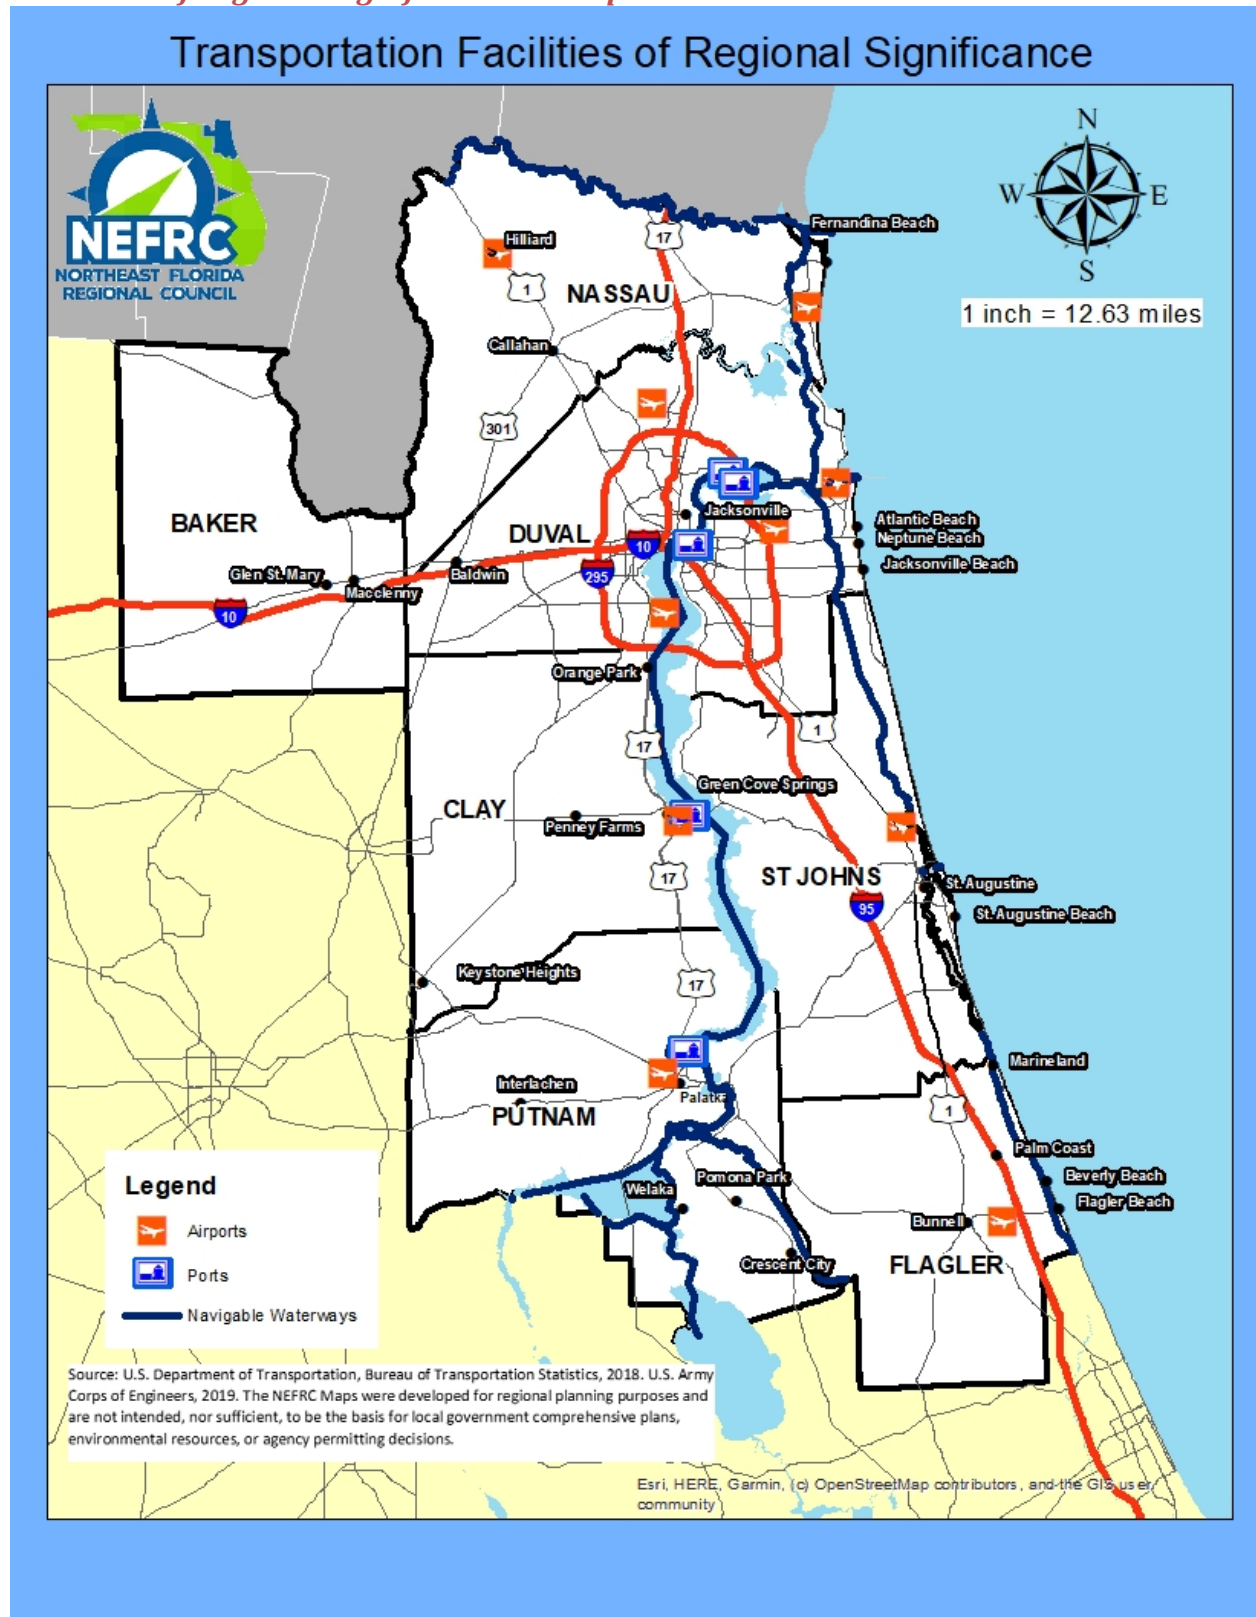 Transportation Facilities of Regional Significance
NEFRC
NORTHEAST FLORIDA
REGIONAL COUNCIL
N
W
E
S
1 inch = 12.63 miles
Fernandina Beach
Hilliard
17
1
NASSAU
Callahan
301
BAKER
DUVAL
Jacksonville
10
295
Atlantic Beach
Neptune Beach
Jacksonville Beach
Glen St. Mary
Macclenny
Baldwin
10
Orange Park
17
1
Green Cove Springs
CLAY
Penney Farms
17
ST JOHNS
95
St. Augustine
St. Augustine Beach
Keystone Heights
17
Marineland
Interlachen
Palatka
PUTNAM
1
Palm Coast
Beverly Beach
Flagler Beach
Pomona Park
Welaka
Bunnell
Crescent City
FLAGLER
Legend
Airports
Ports
Navigable Waterways
Source: U.S. Department of Transportation, Bureau of Transportation Statistics, 2018. U.S. Army
Corps of Engineers, 2019. The NEFRC Maps were developed for regional planning purposes and
are not intended, nor sufficient, to be the basis for local government comprehensive plans,
environmental resources, or agency permitting decisions.
Esri, HERE, Garmin, (c) OpenStreetMap contributors, and the GIS user
community